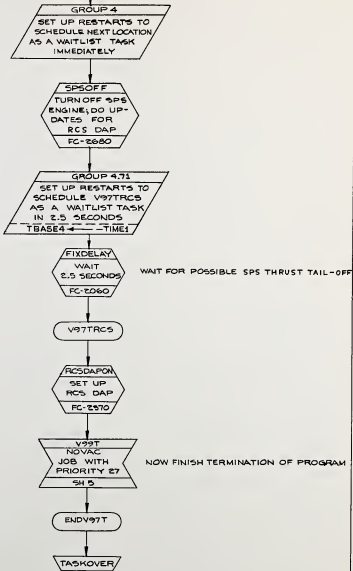 GROUP 4
SET UP RESTARTS TO
SCHEDULE NEXT LOCATION
AS A WAITLIST TASK
IMMEDIATELY
SPSOFF
TURN OFF SPS
ENGINE; DO UP-
DATES FOR
RCS DAP
FC-2680
GROUP 4.71
SET UP RESTARTS TO
SCHEDULE V97TRCS
AS A WAITLIST TASK
IN 2.5 SECONDS
TBASE4 ← -TIME1
FIXDELAY
WAIT
2.5 SECONDS
FC-2060
WAIT FOR POSSIBLE SPS THRUST TAIL-OFF
V97TRCS
RCSDAPON
SET UP
RCS DAP
FC-2570
V99T
NOVAC
JOB WITH
PRIORITY 27
SH 5
NOW FINISH TERMINATION OF PROGRAM
ENDV97T
TASKOVER